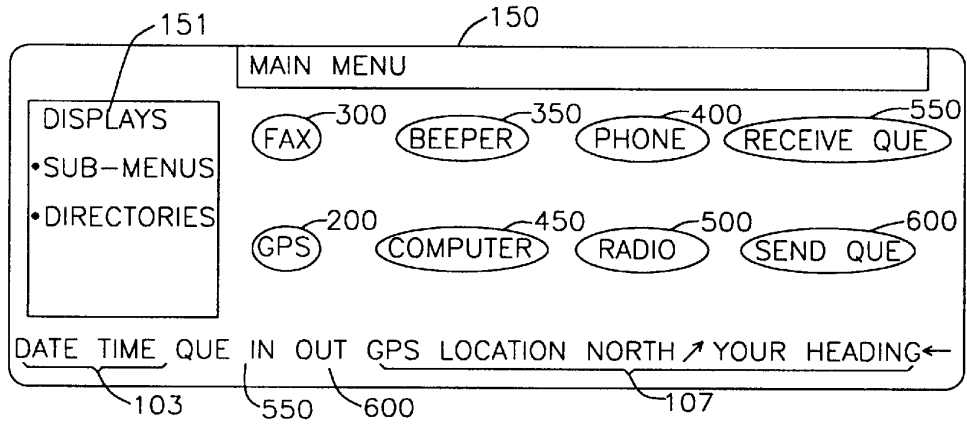 151 150
MAIN MENU
DISPLAYS
•SUB-MENUS
•DIRECTORIES
300 350 400 550
FAX BEEPER PHONE RECEIVE QUE
200 450 500 600
GPS COMPUTER RADIO SEND QUE
DATE TIME QUE IN OUT GPS LOCATION NORTH ↗ YOUR HEADING ←
103 550 600 107